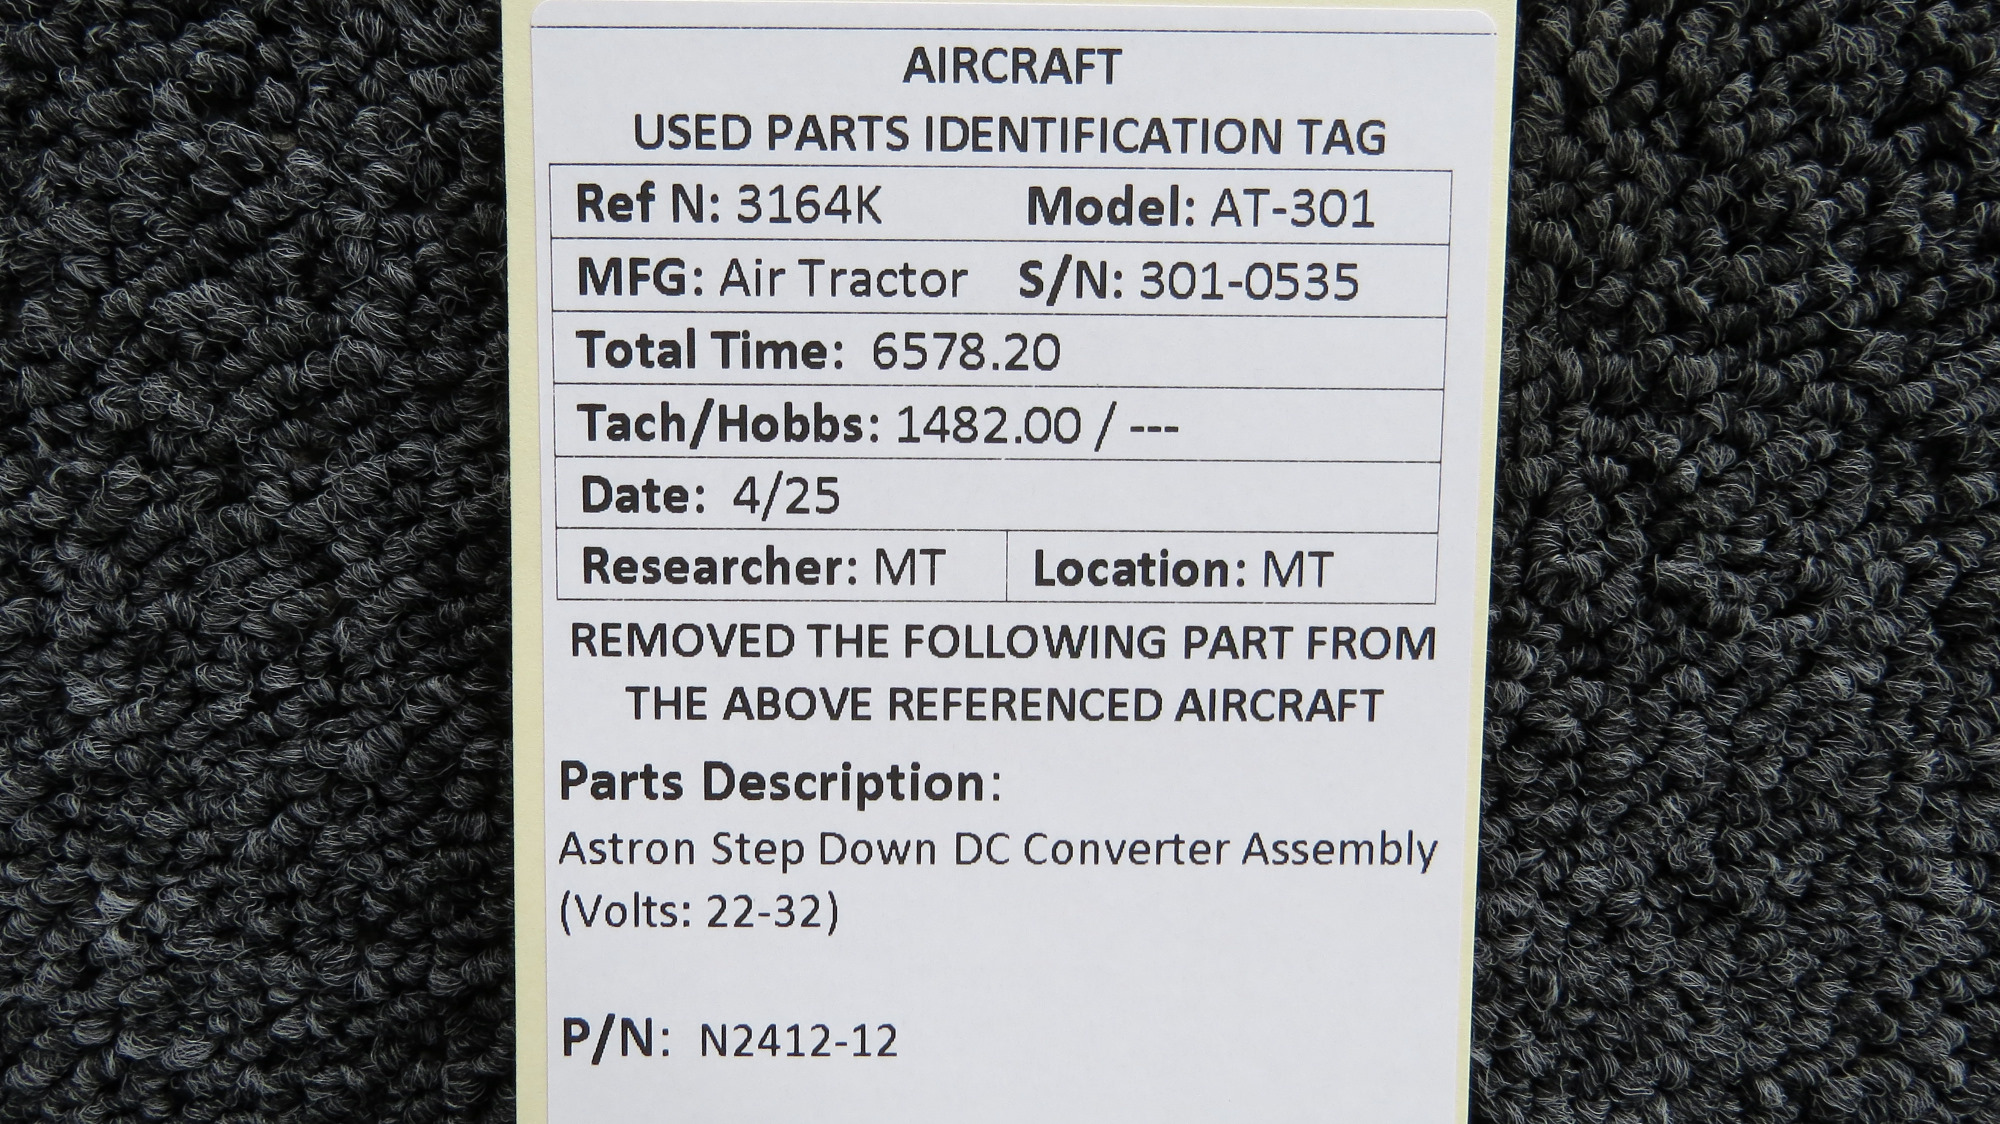 AIRCRAFT
USED PARTS IDENTIFICATION TAG
Ref N: 3164K Model: AT-301
MFG: Air Tractor S/N: 301-0535
Total Time: 6578.20
Tach/Hobbs: 1482.00 / ---
Date: 4/25
Researcher: MT Location: MT
REMOVED THE FOLLOWING PART FROM
THE ABOVE REFERENCED AIRCRAFT
Parts Description:
Astron Step Down DC Converter Assembly
(Volts: 22-32)
P/N: N2412-12